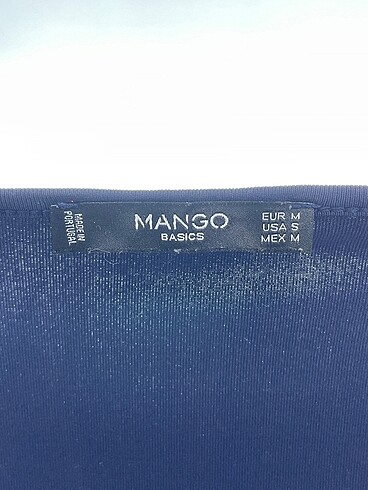 MADE IN
PORTUGAL
MANGO
BASICS
EUR M
USA S
MEX M